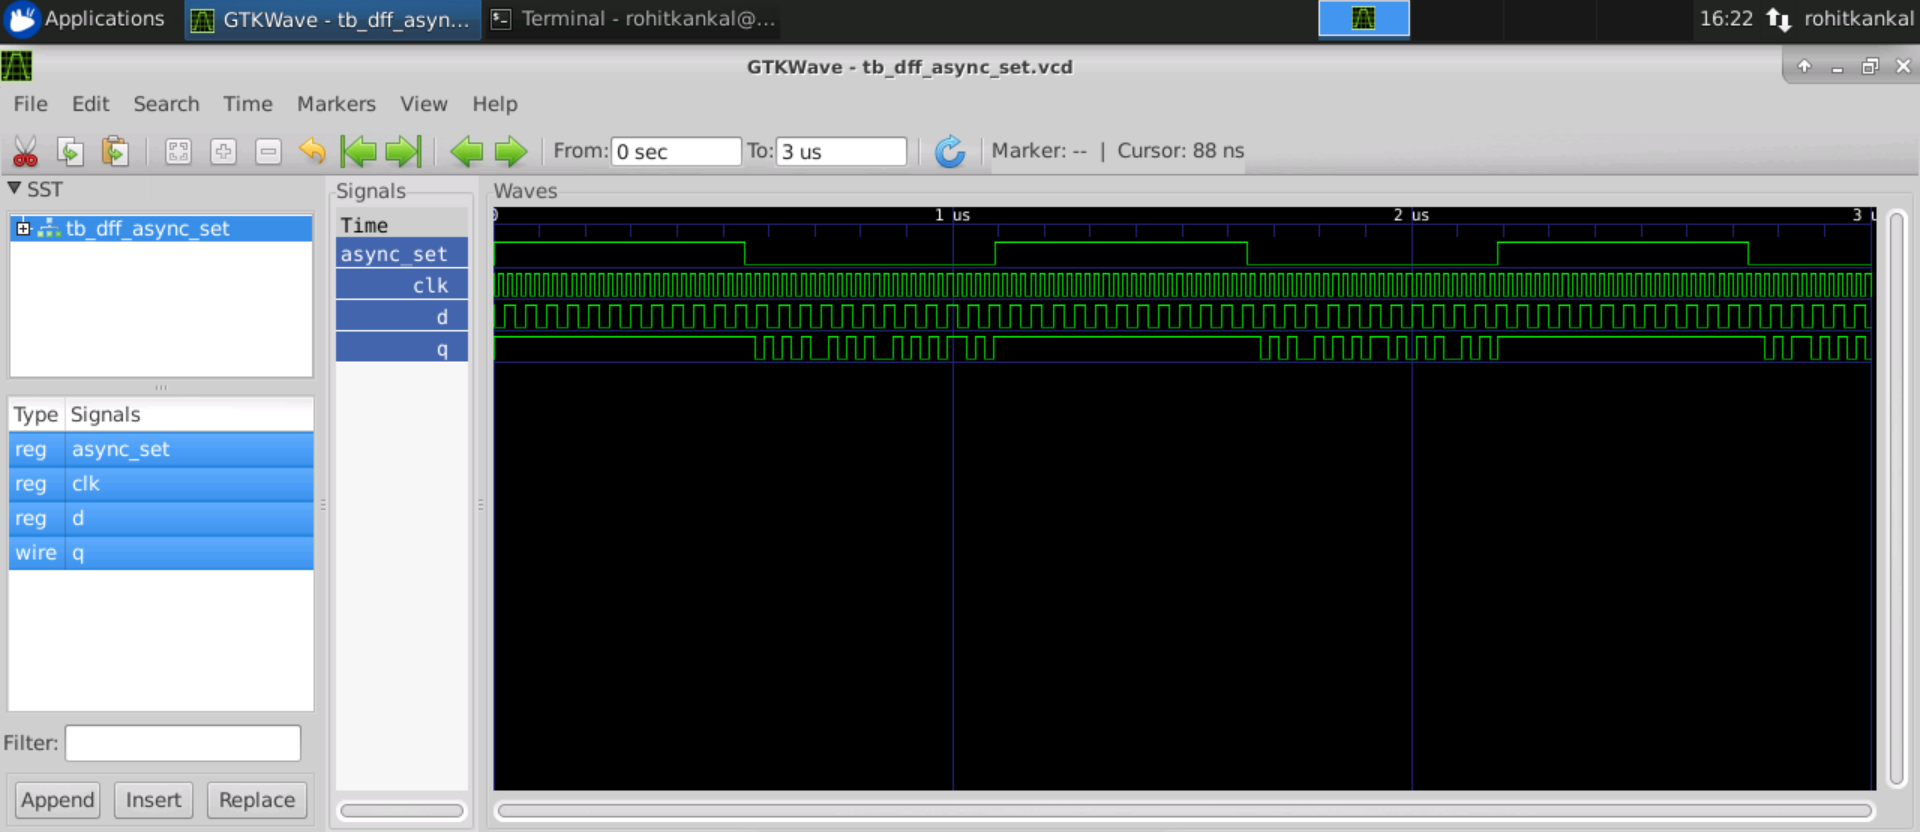 Applications GTKWave - tb_dff_asyn... Terminal - rohitkankal@... 16:22 rohitkankal
GTKWave - tb_dff_async_set.vcd
File Edit Search Time Markers View Help
From: 0 sec To: 3 us Marker: -- | Cursor: 88 ns
SST
tb_dff_async_set
Type Signals
reg async_set
reg clk
reg d
wire q
Filter:
Append Insert Replace
Signals
Time
async_set
clk
d
q
Waves
0 1 us 2 us 3 u